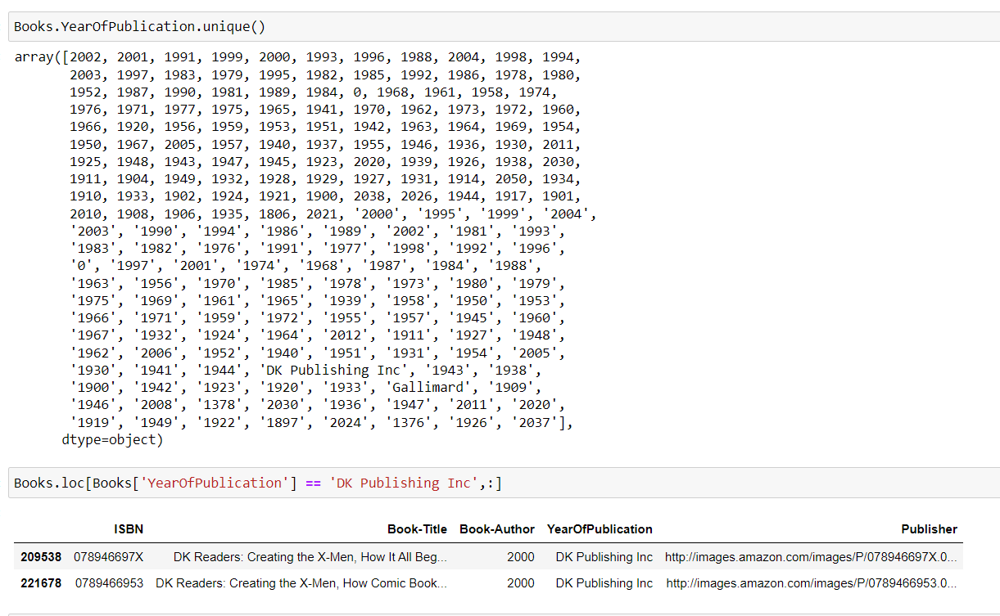 Books.YearOfPublication.unique()
array([2002, 2001, 1991, 1999, 2000, 1993, 1996, 1988, 2004, 1998, 1994,
2003, 1997, 1983, 1979, 1995, 1982, 1985, 1992, 1986, 1978, 1980,
1952, 1987, 1990, 1981, 1989, 1984, 0, 1968, 1961, 1958, 1974,
1976, 1971, 1977, 1975, 1965, 1941, 1970, 1962, 1973, 1972, 1960,
1966, 1920, 1956, 1959, 1953, 1951, 1942, 1963, 1964, 1969, 1954,
1950, 1967, 2005, 1957, 1940, 1937, 1955, 1946, 1936, 1930, 2011,
1925, 1948, 1943, 1947, 1945, 1923, 2020, 1939, 1926, 1938, 2030,
1911, 1904, 1949, 1932, 1928, 1929, 1927, 1931, 1914, 2050, 1934,
1910, 1933, 1902, 1924, 1921, 1900, 2038, 2026, 1944, 1917, 1901,
2010, 1908, 1906, 1935, 1806, 2021, '2000', '1995', '1999', '2004',
'2003', '1990', '1994', '1986', '1989', '2002', '1981', '1993',
'1983', '1982', '1976', '1991', '1977', '1998', '1992', '1996',
'0', '1997', '2001', '1974', '1968', '1987', '1984', '1988',
'1963', '1956', '1970', '1985', '1978', '1973', '1980', '1979',
'1975', '1969', '1961', '1965', '1939', '1958', '1950', '1953',
'1966', '1971', '1959', '1972', '1955', '1957', '1945', '1960',
'1967', '1932', '1924', '1964', '2012', '1911', '1927', '1948',
'1962', '2006', '1952', '1940', '1951', '1931', '1954', '2005',
'1930', '1941', '1944', 'DK Publishing Inc', '1943', '1938',
'1900', '1942', '1923', '1920', '1933', 'Gallimard', '1909',
'1946', '2008', '1378', '2030', '1936', '1947', '2011', '2020',
'1919', '1949', '1922', '1897', '2024', '1376', '1926', '2037'],
dtype=object)
Books.loc[Books['YearOfPublication'] == 'DK Publishing Inc',:]
ISBN Book-Title Book-Author YearOfPublication Publisher
209538 078946697X DK Readers: Creating the X-Men, How It All Beg... 2000 DK Publishing Inc http://images.amazon.com/images/P/078946697X.0...
221678 0789466953 DK Readers: Creating the X-Men, How Comic Book... 2000 DK Publishing Inc http://images.amazon.com/images/P/0789466953.0...